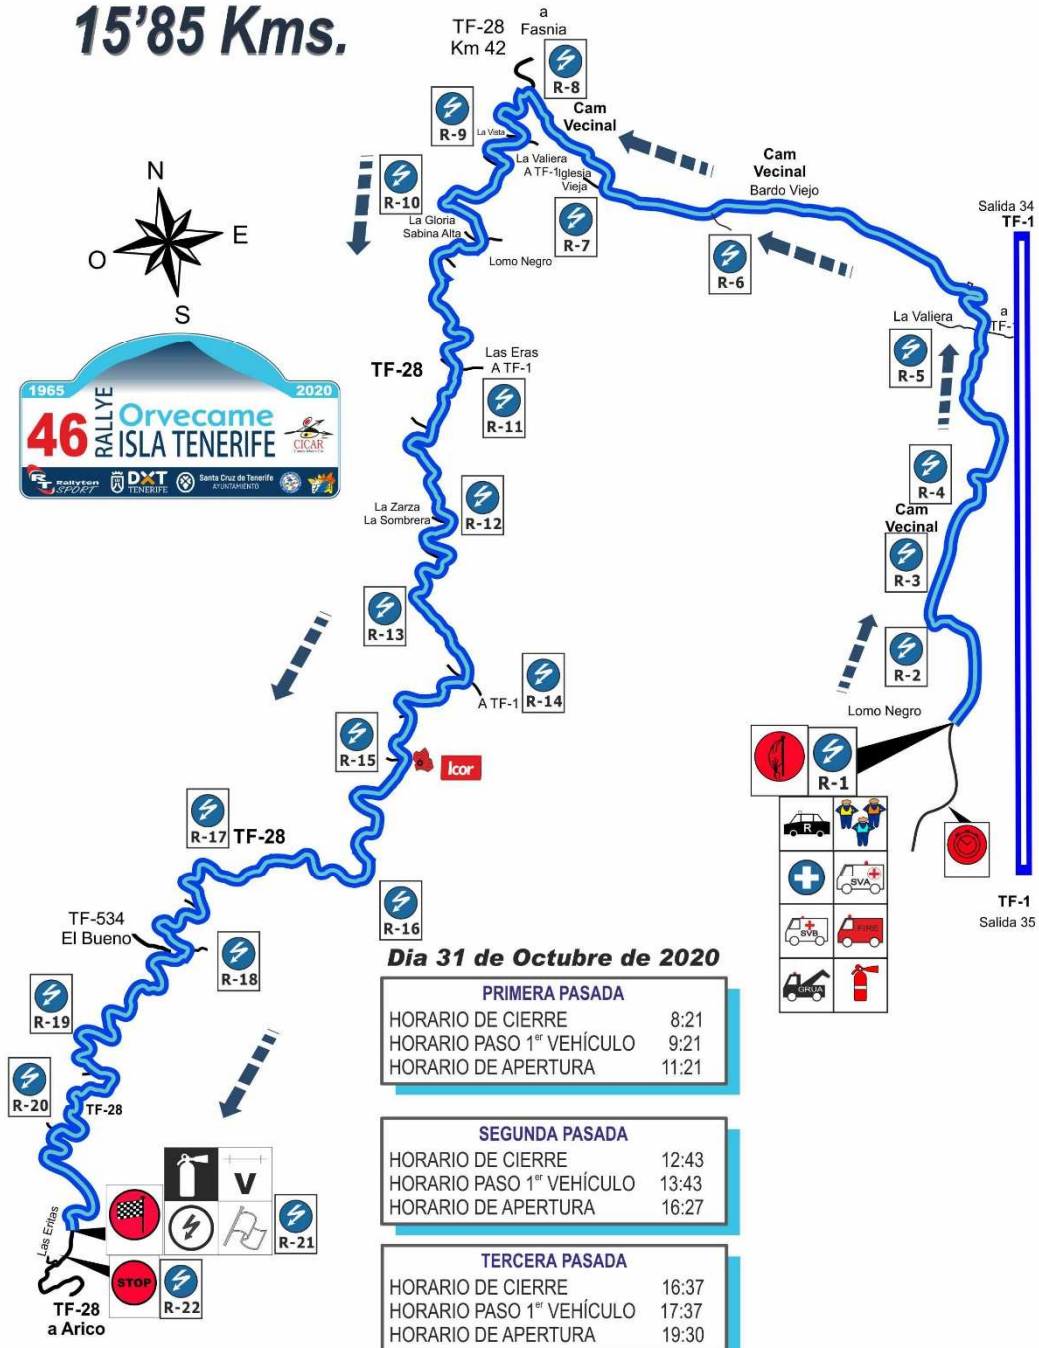 15'85 Kms.
a
Fasnia
TF-28
Km 42
R-8
R-9
Cam
Vecinal
La Vista
La Valiera
A TF-1
Iglesia
Vieja
R-10
La Gloria
Sabina Alta
R-7
Lomo Negro
Cam
Vecinal
Bardo Viejo
R-6
Salida 34
TF-1
La Valiera
a
TF-1
R-5
N
E
O
S
1965
2020
46
RALLYE
Orvecame
ISLA TENERIFE
CICAR
Rallyten
SPORT
DXT
TENERIFE
Santa Cruz de Tenerife
AYUNTAMIENTO
TF-28
Las Eras
A TF-1
R-11
R-4
Cam
Vecinal
R-3
La Zarza
La Sombrera
R-12
R-13
R-2
A TF-1
R-14
Lomo Negro
R-15
Icor
R-1
R
SVA
SVB
FIRE
GRUA
TF-1
Salida 35
R-17
TF-28
R-16
TF-534
El Bueno
R-18
R-19
R-20
TF-28
V
R-21
Las Eritas
STOP
R-22
TF-28
a Arico
Dia 31 de Octubre de 2020
PRIMERA PASADA
HORARIO DE CIERRE 8:21
HORARIO PASO 1er VEHÍCULO 9:21
HORARIO DE APERTURA 11:21
SEGUNDA PASADA
HORARIO DE CIERRE 12:43
HORARIO PASO 1er VEHÍCULO 13:43
HORARIO DE APERTURA 16:27
TERCERA PASADA
HORARIO DE CIERRE 16:37
HORARIO PASO 1er VEHÍCULO 17:37
HORARIO DE APERTURA 19:30